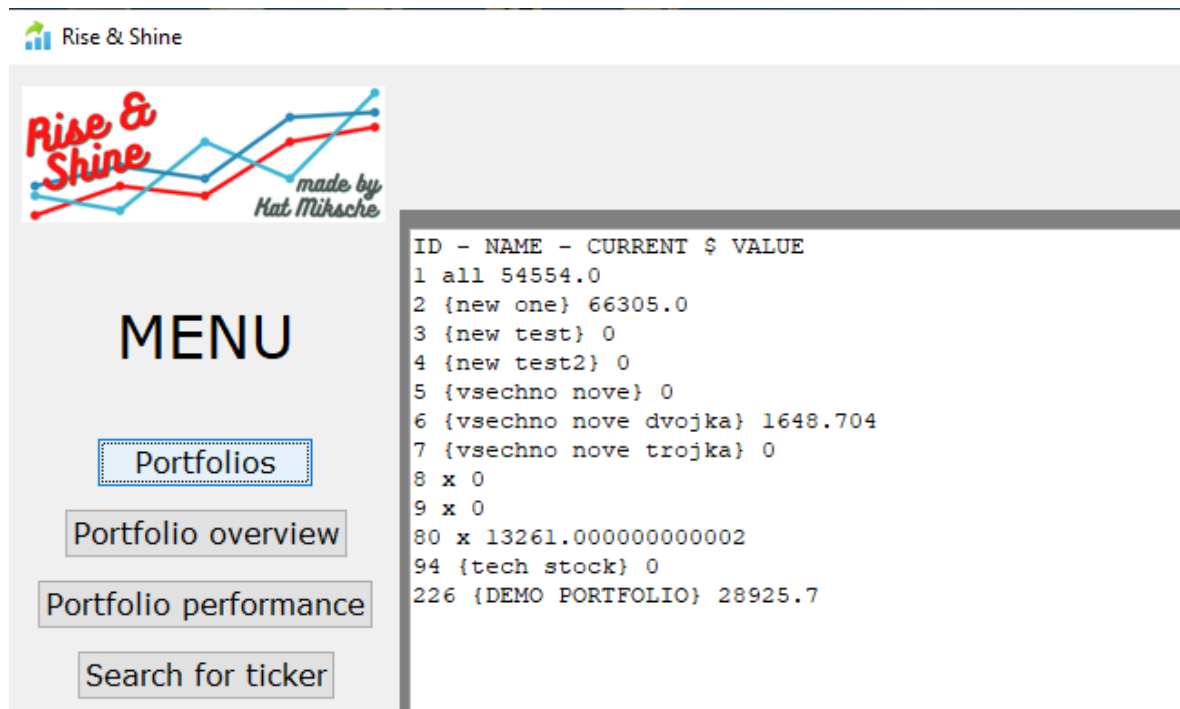 Rise & Shine
Rise &
Shine
made by
Kat Miksche
MENU
Portfolios
Portfolio overview
Portfolio performance
Search for ticker
ID - NAME - CURRENT $ VALUE
1 all 54554.0
2 {new one} 66305.0
3 {new test} 0
4 {new test2} 0
5 {vsechno nove} 0
6 {vsechno nove dvojka} 1648.704
7 {vsechno nove trojka} 0
8 x 0
9 x 0
80 x 13261.000000000002
94 {tech stock} 0
226 {DEMO PORTFOLIO} 28925.7